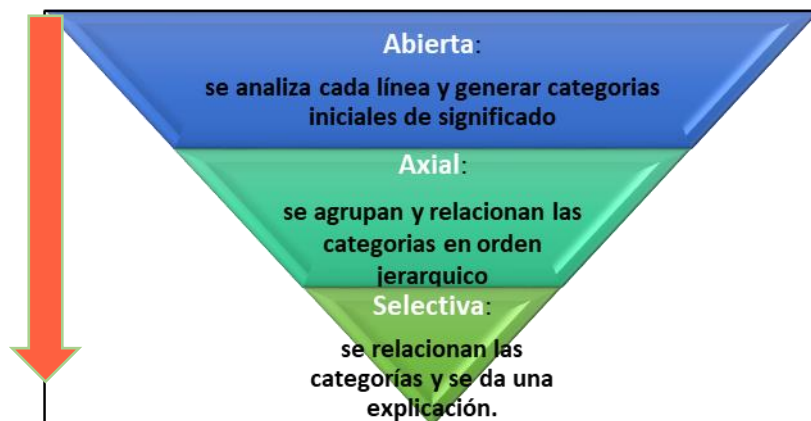 Abierta:
se analiza cada línea y generar categorias
iniciales de significado
Axial:
se agrupan y relacionan las
categorias en orden
jerarquico
Selectiva:
se relacionan las
categorías y se da una
explicación.